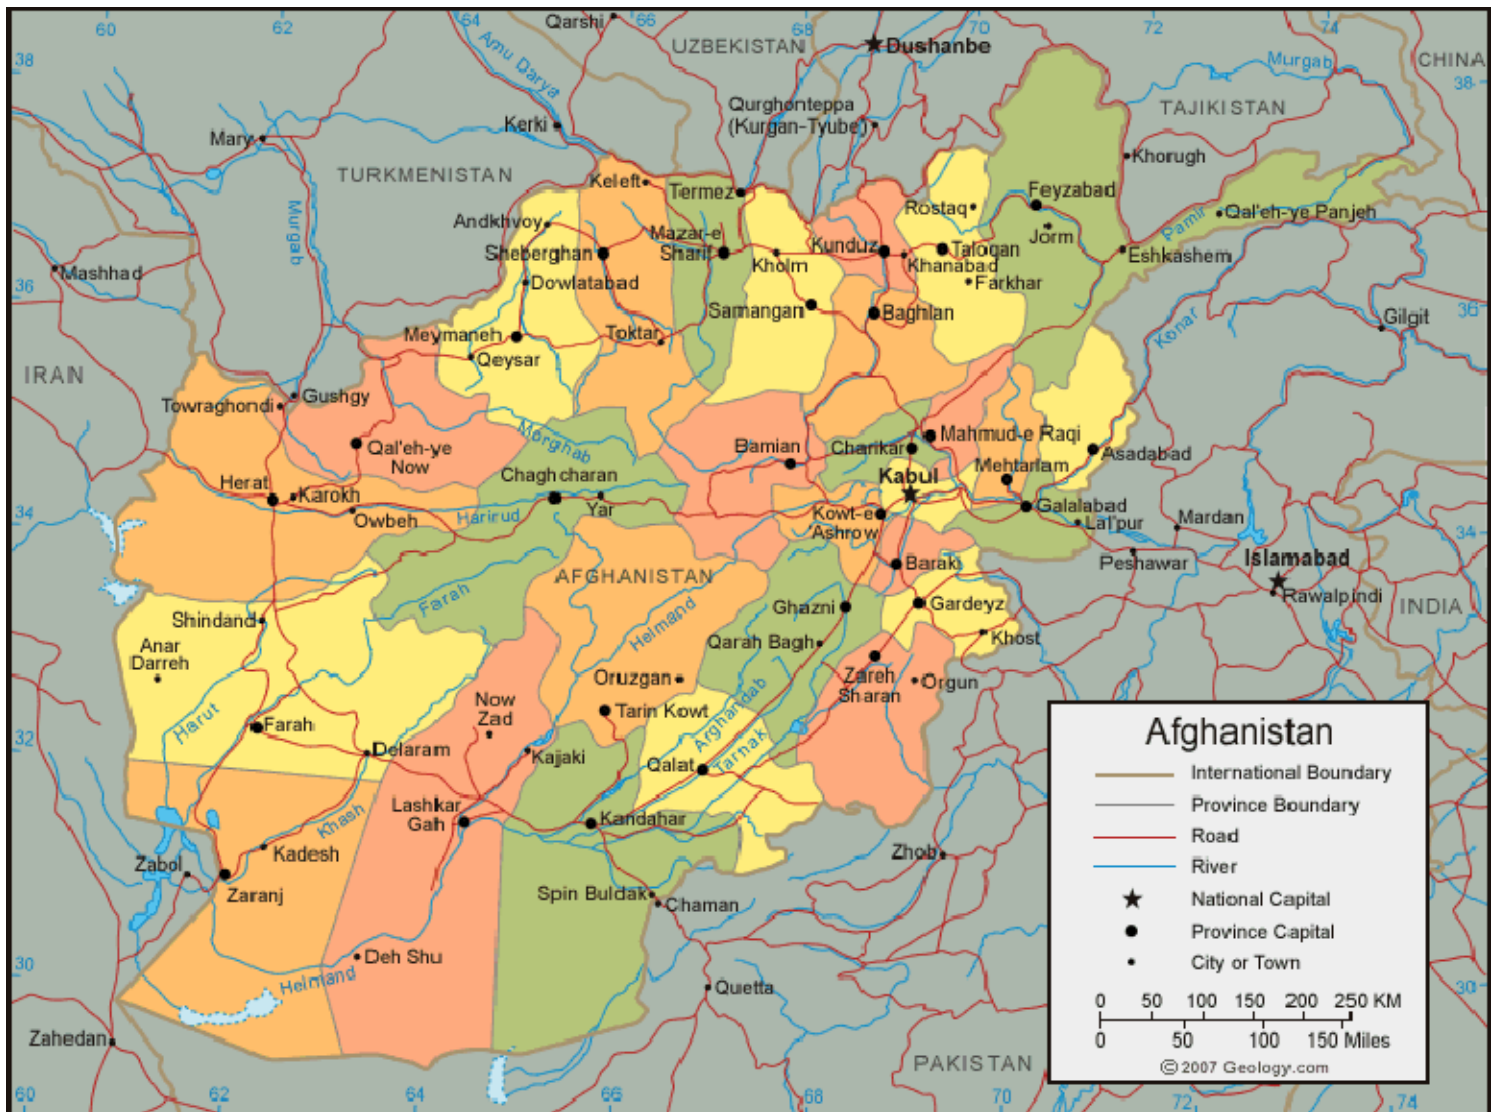 60
62
64
66
68
70
72
74
Qarshi
UZBEKISTAN
Dushanbe
CHINA
38
Amu Darya
Murgab
38
Qurghonteppa
(Kurgan-Tyube)
TAJIKISTAN
Kerki
Mary
Khorugh
TURKMENISTAN
Keleft
Termez
Feyzabad
Rostaq
Qal'eh-ye Panjeh
Pamir
Andkhvoy
Murgab
Mazar-e
Sharif
Jorm
Kunduz
Taloqan
Sheberghan
Kholm
Khanabad
Eshkashem
Mashhad
Dowlatabad
Farkhar
36
Samangan
Baghlan
36
Gilgit
Konar
Meymaneh
Toktar
Qeysar
IRAN
Gushgy
Towraghondi
Morghab
Qal'eh-ye
Now
Bamian
Charikar
Mahmud-e Raqi
Asadabad
Mehtarlam
Kabul
Chaghcharan
Herat
Karokh
Yar
Owbeh
Harirud
Kowt-e
Ashrow
Galalabad
Lal'pur
Mardan
34
34
Peshawar
Islamabad
Rawalpindi
Baraki
AFGHANISTAN
INDIA
Farah
Gardeyz
Ghazni
Shindand
Helmand
Khost
Qarah Bagh
Anar
Darreh
Oruzgan
Zareh
Sharan
Orgun
Now
Zad
Tarin Kowt
Arghandab
Harut
Farah
32
32
Delaram
Kajjaki
Qalat
Tarnak
Lashkar
Gah
Kandahar
Khash
Kadesh
Zhob
Zabol
Zaranj
Spin Buldak
Chaman
Deh Shu
30
Helmand
Quetta
30
Zahedan
PAKISTAN
Afghanistan
International Boundary
Province Boundary
Road
River
National Capital
Province Capital
City or Town
0 50 100 150 200 250 KM
0 50 100 150 Miles
© 2007 Geology.com
60
62
64
66
68
70
72
74